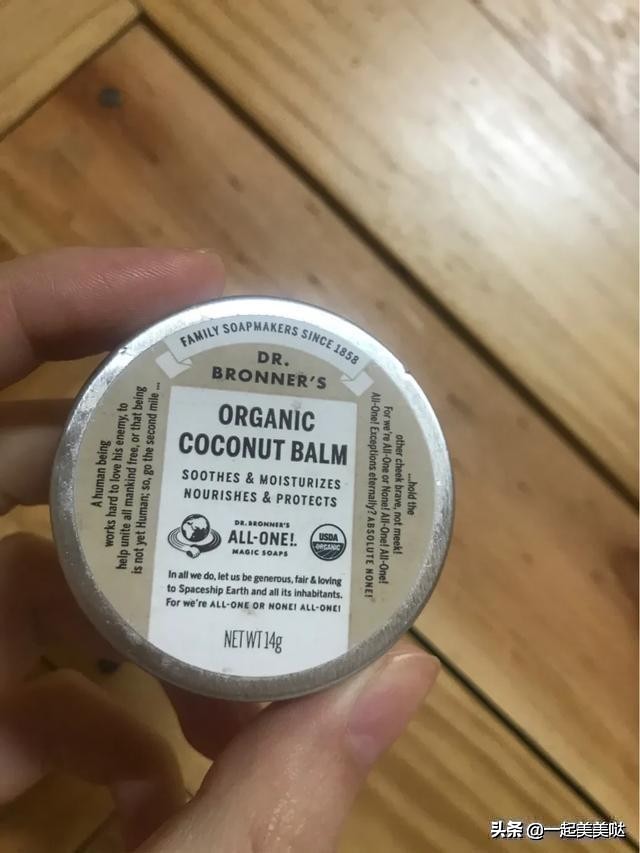 FAMILY SOAPMAKERS SINCE 1858
DR.
BRONNER'S
ORGANIC
COCONUT BALM
SOOTHES & MOISTURIZES
NOURISHES & PROTECTS
DR. BRONNER'S
ALL-ONE!
MAGIC SOAPS
USDA
ORGANIC
In all we do, let us be generous, fair & loving
to Spaceship Earth and all its inhabitants.
For we're ALL-ONE OR NONE! ALL-ONE!
NET WT 14g
A human being
works hard to love his enemy, to
help unite all mankind free, or that being
is not yet Human; so, go the second mile ...
...hold the
other cheek brave, not meek!
For we're All-One or None! All-One! All-One!
All-One! Exceptions eternally? ABSOLUTE NONE!
头条 @一起美美哒